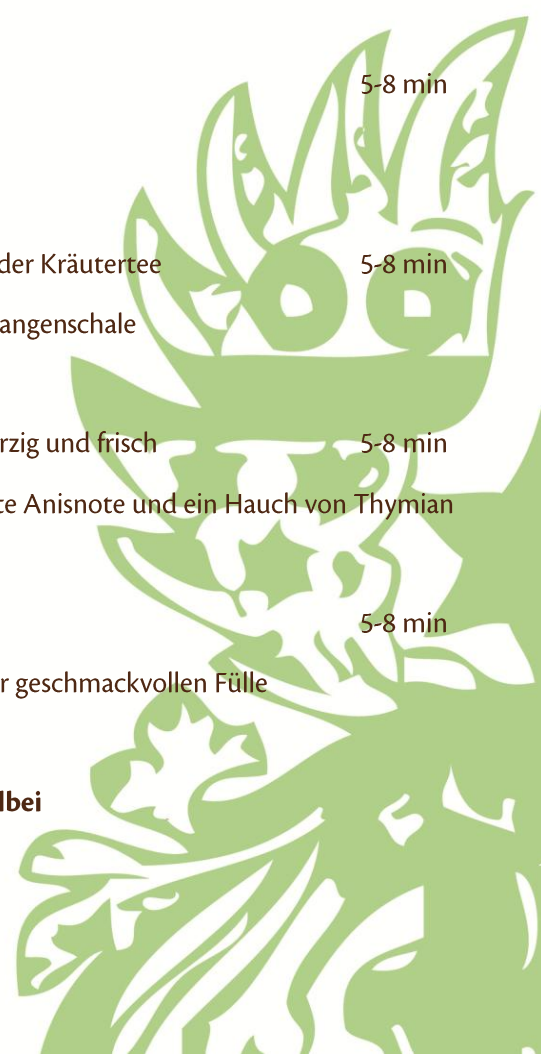 5-8 min
der Kräutertee 5-8 min
angenschale
rzig und frisch 5-8 min
te Anisnote und ein Hauch von Thymian
5-8 min
r geschmackvollen Fülle
lbei